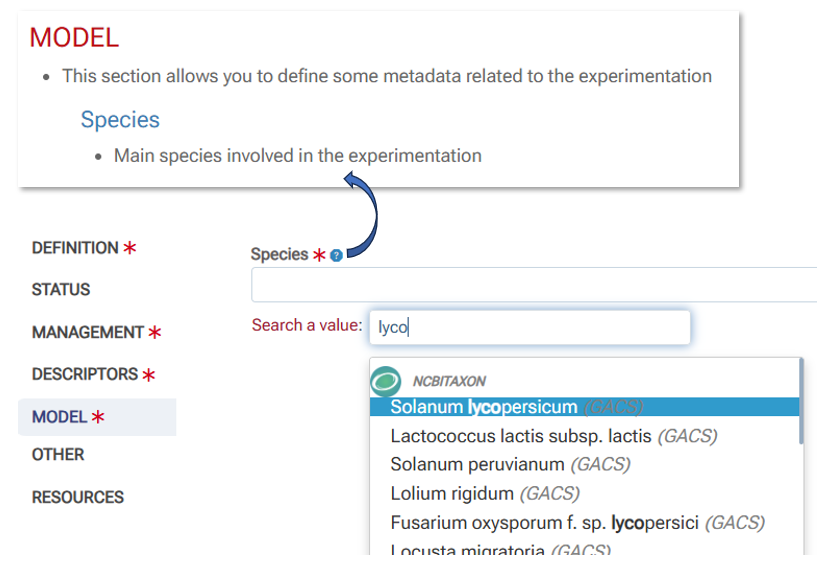 MODEL
• This section allows you to define some metadata related to the experimentation
Species
• Main species involved in the experimentation
DEFINITION *
STATUS
MANAGEMENT *
DESCRIPTORS *
MODEL *
OTHER
RESOURCES
Species * ?
Search a value: lyco
NCBITAXON
Solanum lycopersicum (GACS)
Lactococcus lactis subsp. lactis (GACS)
Solanum peruvianum (GACS)
Lolium rigidum (GACS)
Fusarium oxysporum f. sp. lycopersici (GACS)
Locusta migratoria (GACS)